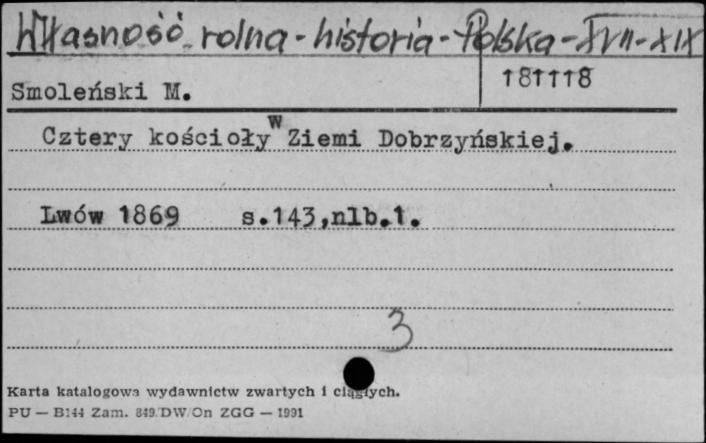 Własność rolna - historia - Polska - XVII - XIX
181118
Smoleński M.
Cztery kościoły w Ziemi Dobrzyńskiej.
Lwów 1869 s.143,nlb.1.
3
Karta katalogowa wydawnictw zwartych i ciągłych.
PU — B144 Zam. 849/DW/On ZGG — 1991